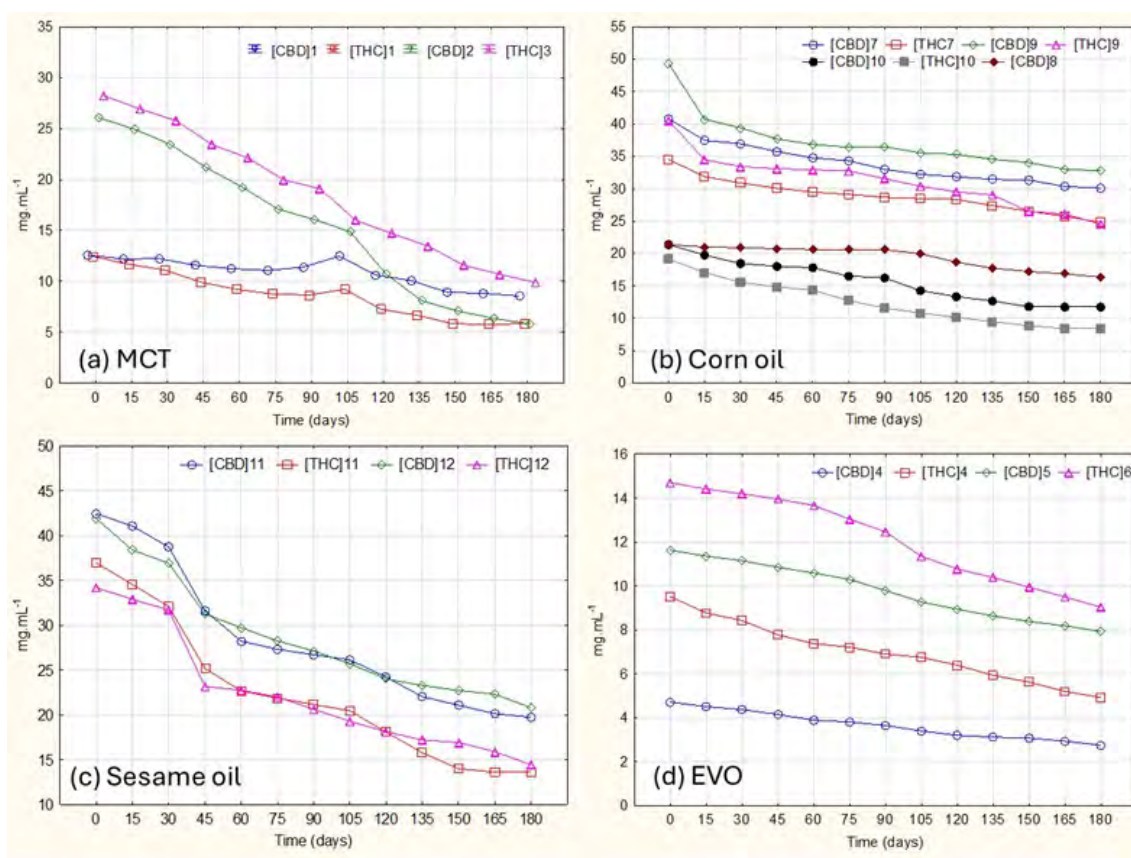 [CBD]1 [THC]1 [CBD]2 [THC]3
35
30
25
20
15
10
5
0
mg.mL-1
(a) MCT
0 15 30 45 60 75 90 105 120 135 150 165 180
Time (days)
[CBD]7 [THC7 [CBD]9 [THC]9
[CBD]10 [THC]10 [CBD]8
55
50
45
40
35
30
25
20
15
10
5
0
mg.mL-1
(b) Corn oil
0 15 30 45 60 75 90 105 120 135 150 165 180
Time (days)
[CBD]11 [THC]11 [CBD]12 [THC]12
50
45
40
35
30
25
20
15
10
mg.mL-1
(c) Sesame oil
0 15 30 45 60 75 90 105 120 135 150 165 180
Time (days)
[CBD]4 [THC]4 [CBD]5 [THC]6
16
14
12
10
8
6
4
2
0
mg.mL-1
(d) EVO
0 15 30 45 60 75 90 105 120 135 150 165 180
Time (days)